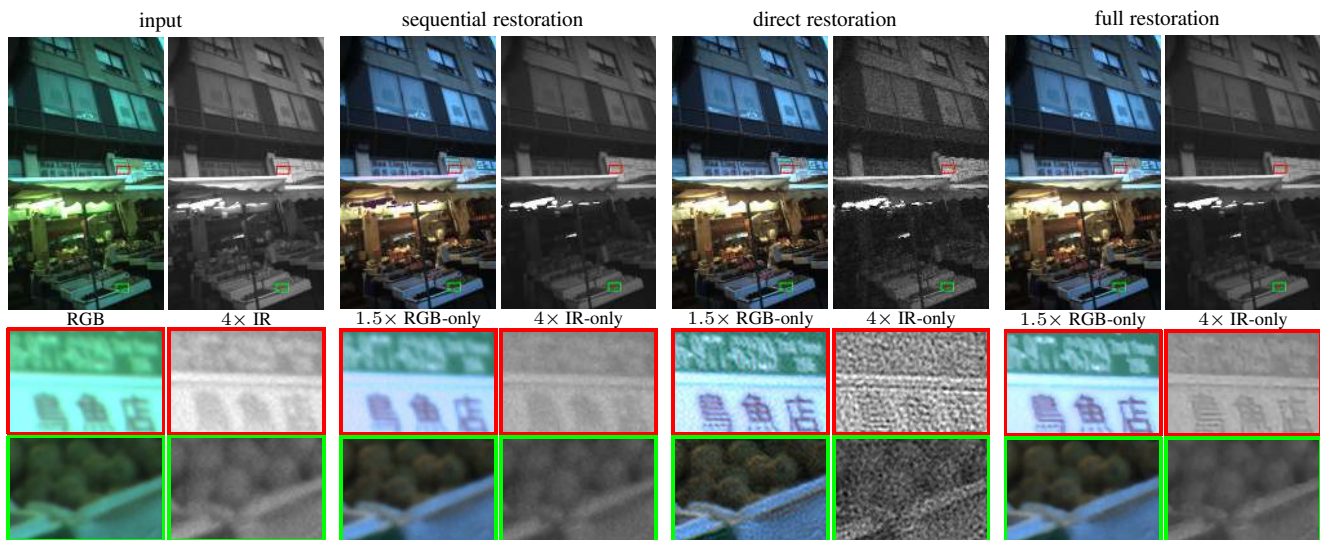 input sequential restoration direct restoration full restoration
RGB 4× IR 1.5× RGB-only 4× IR-only 1.5× RGB-only 4× IR-only 1.5× RGB-only 4× IR-only
魚店